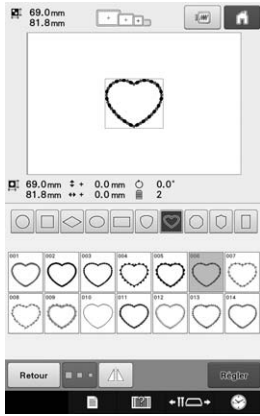 69.0mm
81.8mm
69.0mm + 0.0mm 0.0°
81.8mm + 0.0mm 2
001 002 003 004 005 006 007
008 009 010 011 012 013 014
Retour Régler